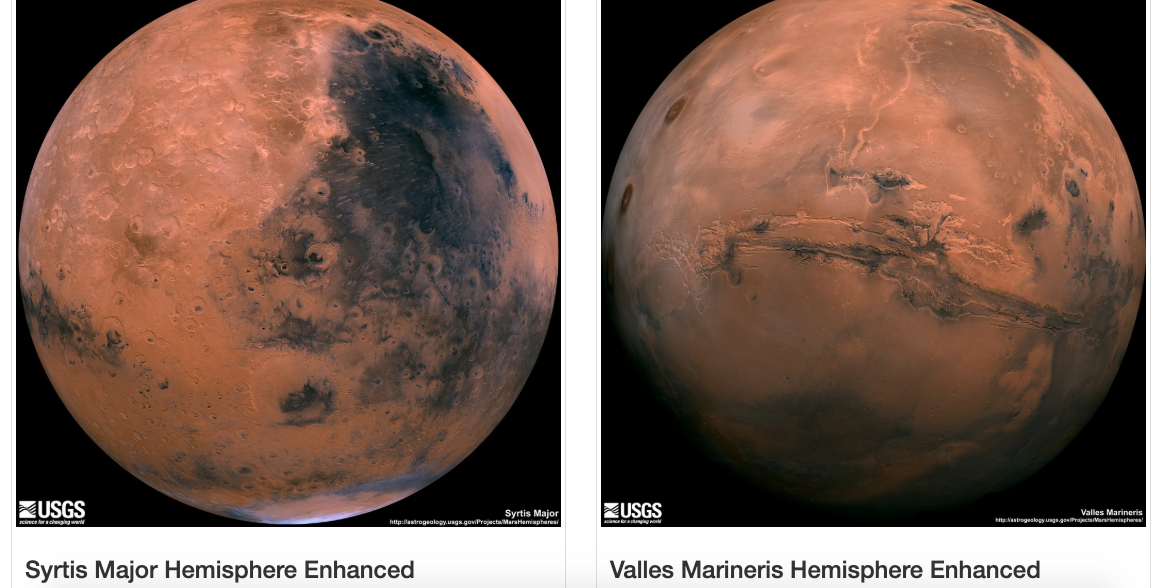 USGS
science for a changing world
Syrtis Major
http://astrogeology.usgs.gov/Projects/MarsHemispheres/
Syrtis Major Hemisphere Enhanced
USGS
science for a changing world
Valles Marineris
http://astrogeology.usgs.gov/Projects/MarsHemispheres/
Valles Marineris Hemisphere Enhanced